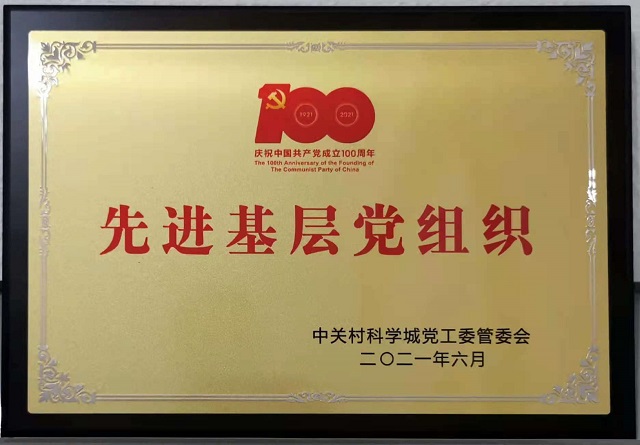 100
1921 2021
庆祝中国共产党成立100周年
The 100th Anniversary of the Founding of
The Communist Party of China
先进基层党组织
中关村科学城党工委管委会
二〇二一年六月